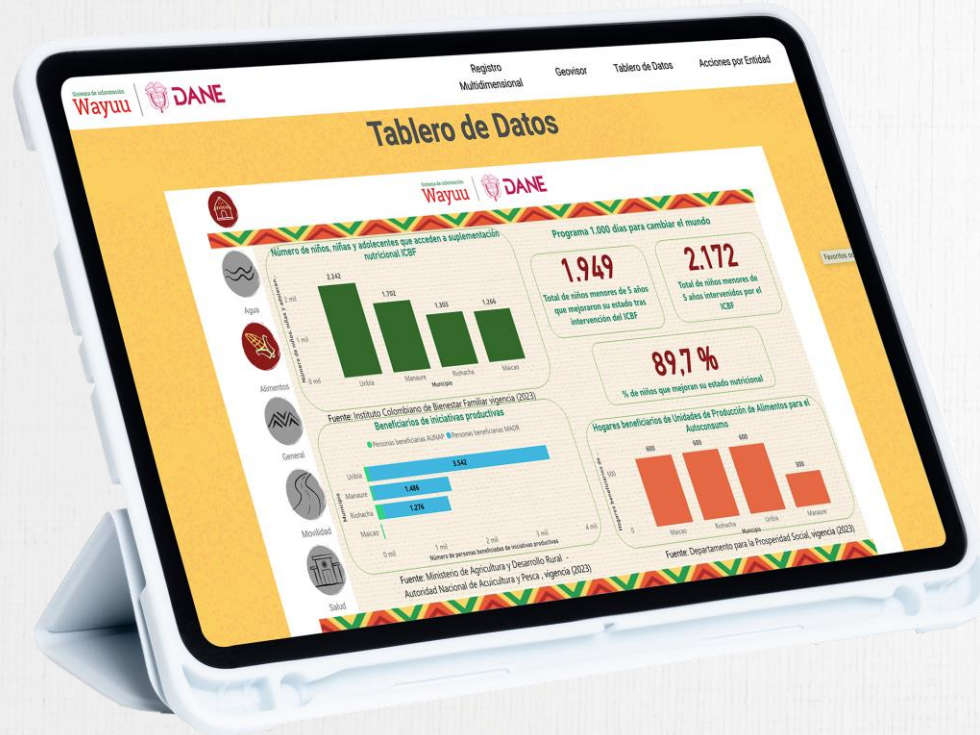 Sistema de información
Wayuu
DANE
Registro
Multidimensional
Geovisor
Tablero de Datos
Acciones por Entidad
Tablero de Datos
Sistema de información
Wayuu
DANE
Agua
Alimentos
General
Movilidad
Salud
Número de niños, niñas y adolecentes que acceden a suplementación
nutricional ICBF
2 mil
1 mil
0 mil
2.242
1.702
Uribia
Manaure
Riohacha
Maicao
Municipio
Fuente: Instituto Colombiano de Bienestar Familiar vigencia (2023)
Programa 1.000 días para cambiar el mundo
1.949
Total de niños menores de 5 años
que mejoraron su estado tras
intervención del ICBF
2.172
Total de niños menores de
5 años intervenidos por el
ICBF
89,7 %
% de niños que mejoran su estado nutricional
Beneficiarios de iniciativas productivas
Personas beneficiarias AUNAP Personas beneficiarias MADR
Municipio
Uribia
Manaure
Riohacha
Maicao
3.542
1.486
1.276
0 mil
1 mil
2 mil
3 mil
4 mil
Número de personas beneficiadas de iniciativas productivas
Fuente: Ministerio de Agricultura y Desarrollo Rural -
Autoridad Nacional de Acuicultura y Pesca , vigencia (2023)
Hogares beneficiarios de Unidades de Producción de Alimentos para el
Autoconsumo
Hogares beneficiarios de
500
0
600
600
600
300
Maicao
Riohacha
Uribia
Manaure
Municipio
Fuente: Departamento para la Prosperidad Social, vigencia (2023)
Favoritos